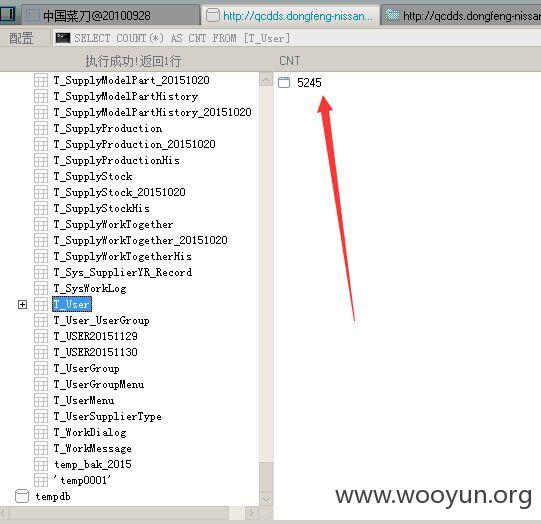 中国菜刀@20100928
http://qcdds.dongfeng-nissan...
http://qcdds.dongfeng-nissan
配置
SELECT COUNT(*) AS CNT FROM [T_User]
执行成功!返回1行
CNT
5245
T_SupplyModelPart_20151020
T_SupplyModelPartHistory
T_SupplyModelPartHistory_20151020
T_SupplyProduction
T_SupplyProduction_20151020
T_SupplyProductionHis
T_SupplyStock
T_SupplyStock_20151020
T_SupplyStockHis
T_SupplyWorkTogether
T_SupplyWorkTogether_20151020
T_SupplyWorkTogetherHis
T_Sys_SupplierYR_Record
T_SysWorkLog
T_User
T_User_UserGroup
T_USER20151129
T_USER20151130
T_UserGroup
T_UserGroupMenu
T_UserMenu
T_UserSupplierType
T_WorkDialog
T_WorkMessage
temp_bak_2015
'temp0001'
tempdb
www.wooyun.org